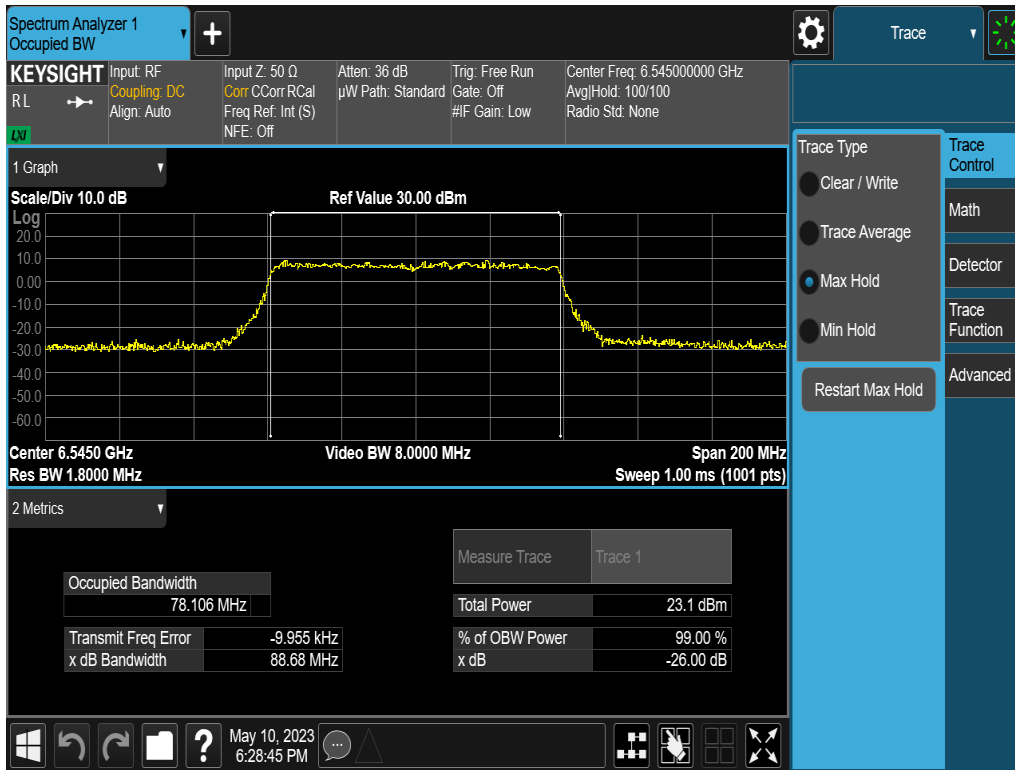 Spectrum Analyzer 1
Occupied BW
+
Trace
KEYSIGHT
R L
LXI
Input: RF
Coupling: DC
Align: Auto
Input Z: 50 Ω
Corr CCorr RCal
Freq Ref: Int (S)
NFE: Off
Atten: 36 dB
µW Path: Standard
Trig: Free Run
Gate: Off
#IF Gain: Low
Center Freq: 6.545000000 GHz
Avg|Hold: 100/100
Radio Std: None
1 Graph
Scale/Div 10.0 dB
Ref Value 30.00 dBm
Log
20.0
10.0
0.00
-10.0
-20.0
-30.0
-40.0
-50.0
-60.0
Center 6.5450 GHz
Video BW 8.0000 MHz
Span 200 MHz
Res BW 1.8000 MHz
Sweep 1.00 ms (1001 pts)
2 Metrics
Measure Trace
Trace 1
Occupied Bandwidth
78.106 MHz
Total Power
23.1 dBm
Transmit Freq Error
-9.955 kHz
% of OBW Power
99.00 %
x dB Bandwidth
88.68 MHz
x dB
-26.00 dB
Trace Type
Clear / Write
Trace Average
Max Hold
Min Hold
Restart Max Hold
Trace
Control
Math
Detector
Trace
Function
Advanced
?
May 10, 2023
6:28:45 PM